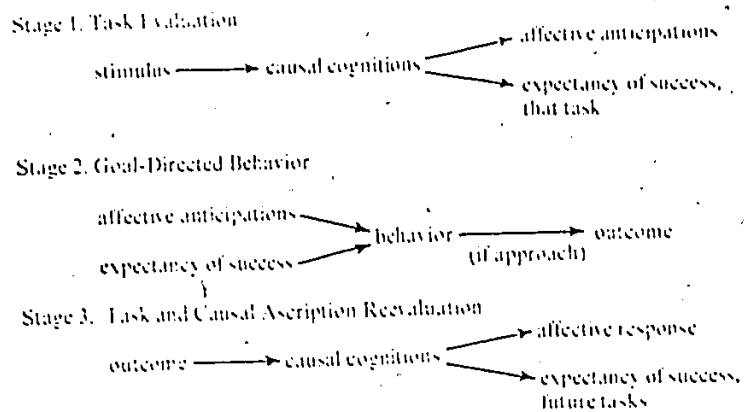 Stage 1. Task Evaluation
affective anticipations
stimulus causal cognitions
expectancy of success,
that task
Stage 2. Goal-Directed Behavior
affective anticipations
behavior outcome
(if approach)
expectancy of success
Stage 3. Task and Causal Ascription Reevaluation
affective response
outcome causal cognitions
expectancy of success,
future tasks